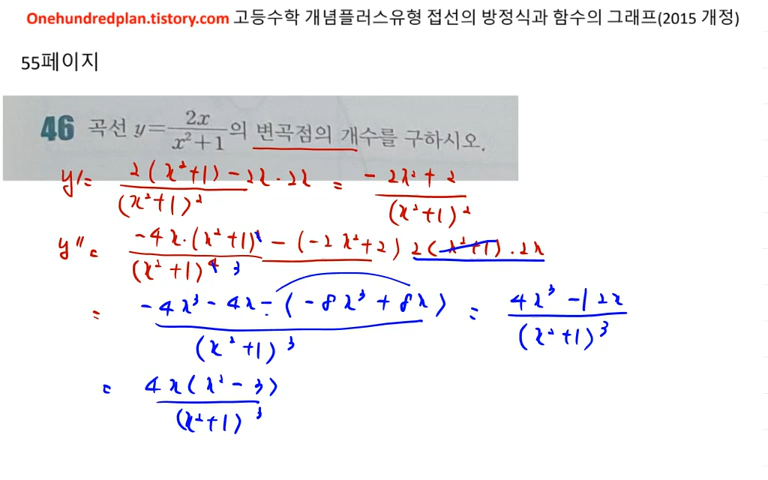 Onehundredplan.tistory.com 고등수학 개념플러스유형 접선의 방정식과 함수의 그래프(2015 개정)
55페이지
46 곡선 y=2x/(x²+1)의 변곡점의 개수를 구하시오.
y'= (2(x²+1)-2x·2x)/(x²+1)² = (-2x²+2)/(x²+1)²
y''= (-4x·(x²+1)-(-2x²+2)2(x²+1)·2x)/(x²+1)³
= (-4x³-4x-(-8x³+8x))/(x²+1)³ = (4x³-12x)/(x²+1)³
= 4x(x²-3)/(x²+1)³